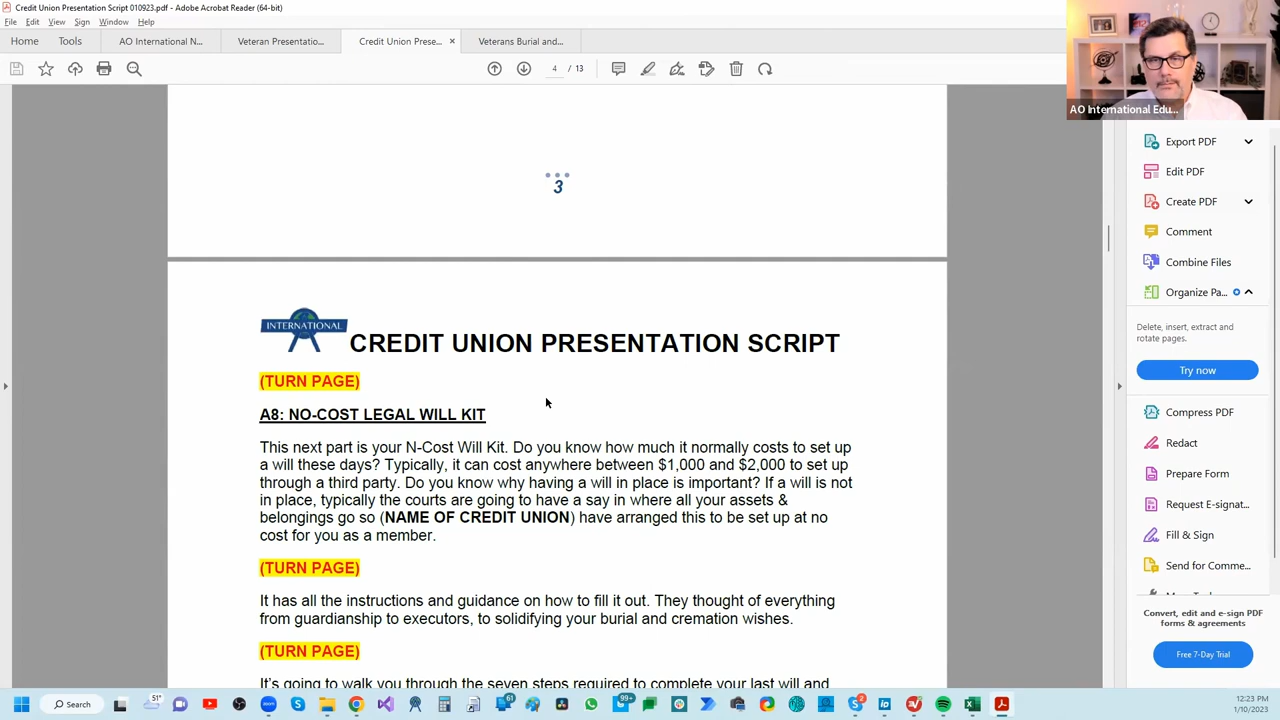 Credit Union Presentation Script 010923.pdf - Adobe Acrobat Reader (64-bit)
File Edit View Sign Window Help
Home Tools AO International N... Veteran Presentatio... Credit Union Prese... × Veterans Burial and...
4 / 13
AO International Edu...
3
INTERNATIONAL
CREDIT UNION PRESENTATION SCRIPT
(TURN PAGE)
A8: NO-COST LEGAL WILL KIT
This next part is your N-Cost Will Kit. Do you know how much it normally costs to set up
a will these days? Typically, it can cost anywhere between $1,000 and $2,000 to set up
through a third party. Do you know why having a will in place is important? If a will is not
in place, typically the courts are going to have a say in where all your assets &
belongings go so (NAME OF CREDIT UNION) have arranged this to be set up at no
cost for you as a member.
(TURN PAGE)
It has all the instructions and guidance on how to fill it out. They thought of everything
from guardianship to executors, to solidifying your burial and cremation wishes.
(TURN PAGE)
It's going to walk you through the seven steps required to complete your last will and
Export PDF
Edit PDF
Create PDF
Comment
Combine Files
Organize Pa...
Delete, insert, extract and
rotate pages.
Try now
Compress PDF
Redact
Prepare Form
Request E-signat...
Fill & Sign
Send for Comme...
Convert, edit and e-sign PDF
forms & agreements
Free 7-Day Trial
Search
51°
61
99+
2
12:23 PM
1/10/2023